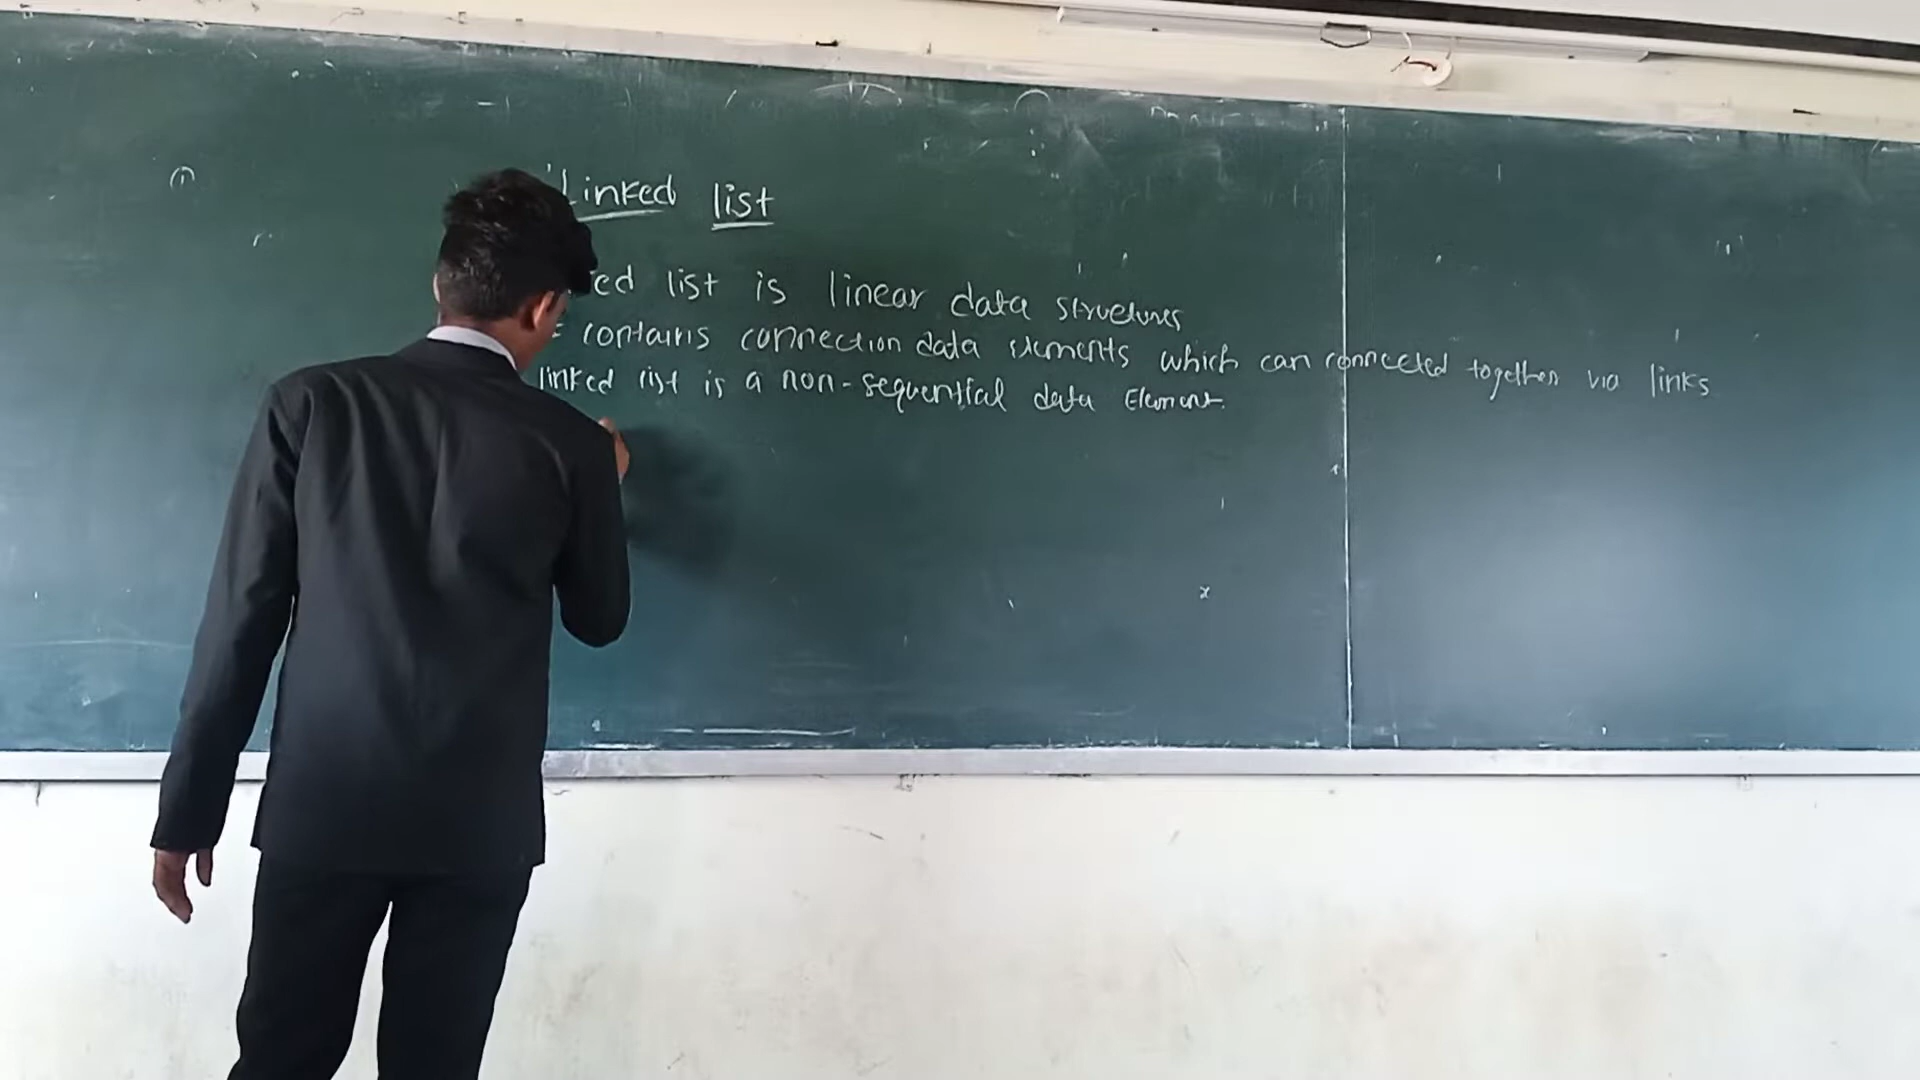 Linked list
ked list is linear data structures
contains connection data elements which can connected together via links
linked list is a non-sequential data Element.